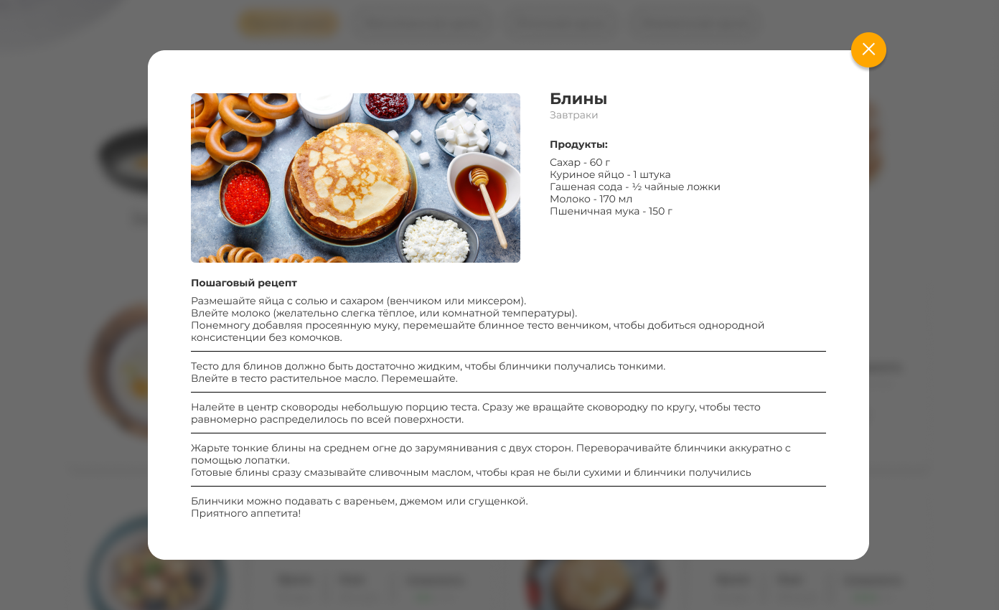 Блины
Завтраки
Продукты:
Сахар - 60 г
Куриное яйцо - 1 штука
Гашеная сода - ½ чайные ложки
Молоко - 170 мл
Пшеничная мука - 150 г
Пошаговый рецепт
Размешайте яйца с солью и сахаром (венчиком или миксером).
Влейте молоко (желательно слегка тёплое, или комнатной температуры).
Понемногу добавляя просеянную муку, перемешайте блинное тесто венчиком, чтобы добиться однородной
консистенции без комочков.
Тесто для блинов должно быть достаточно жидким, чтобы блинчики получались тонкими.
Влейте в тесто растительное масло. Перемешайте.
Налейте в центр сковороды небольшую порцию теста. Сразу же вращайте сковородку по кругу, чтобы тесто
равномерно распределилось по всей поверхности.
Жарьте тонкие блины на среднем огне до зарумянивания с двух сторон. Переворачивайте блинчики аккуратно с
помощью лопатки.
Готовые блины сразу смазывайте сливочным маслом, чтобы края не были сухими и блинчики получились
Блинчики можно подавать с вареньем, джемом или сгущенкой.
Приятного аппетита!